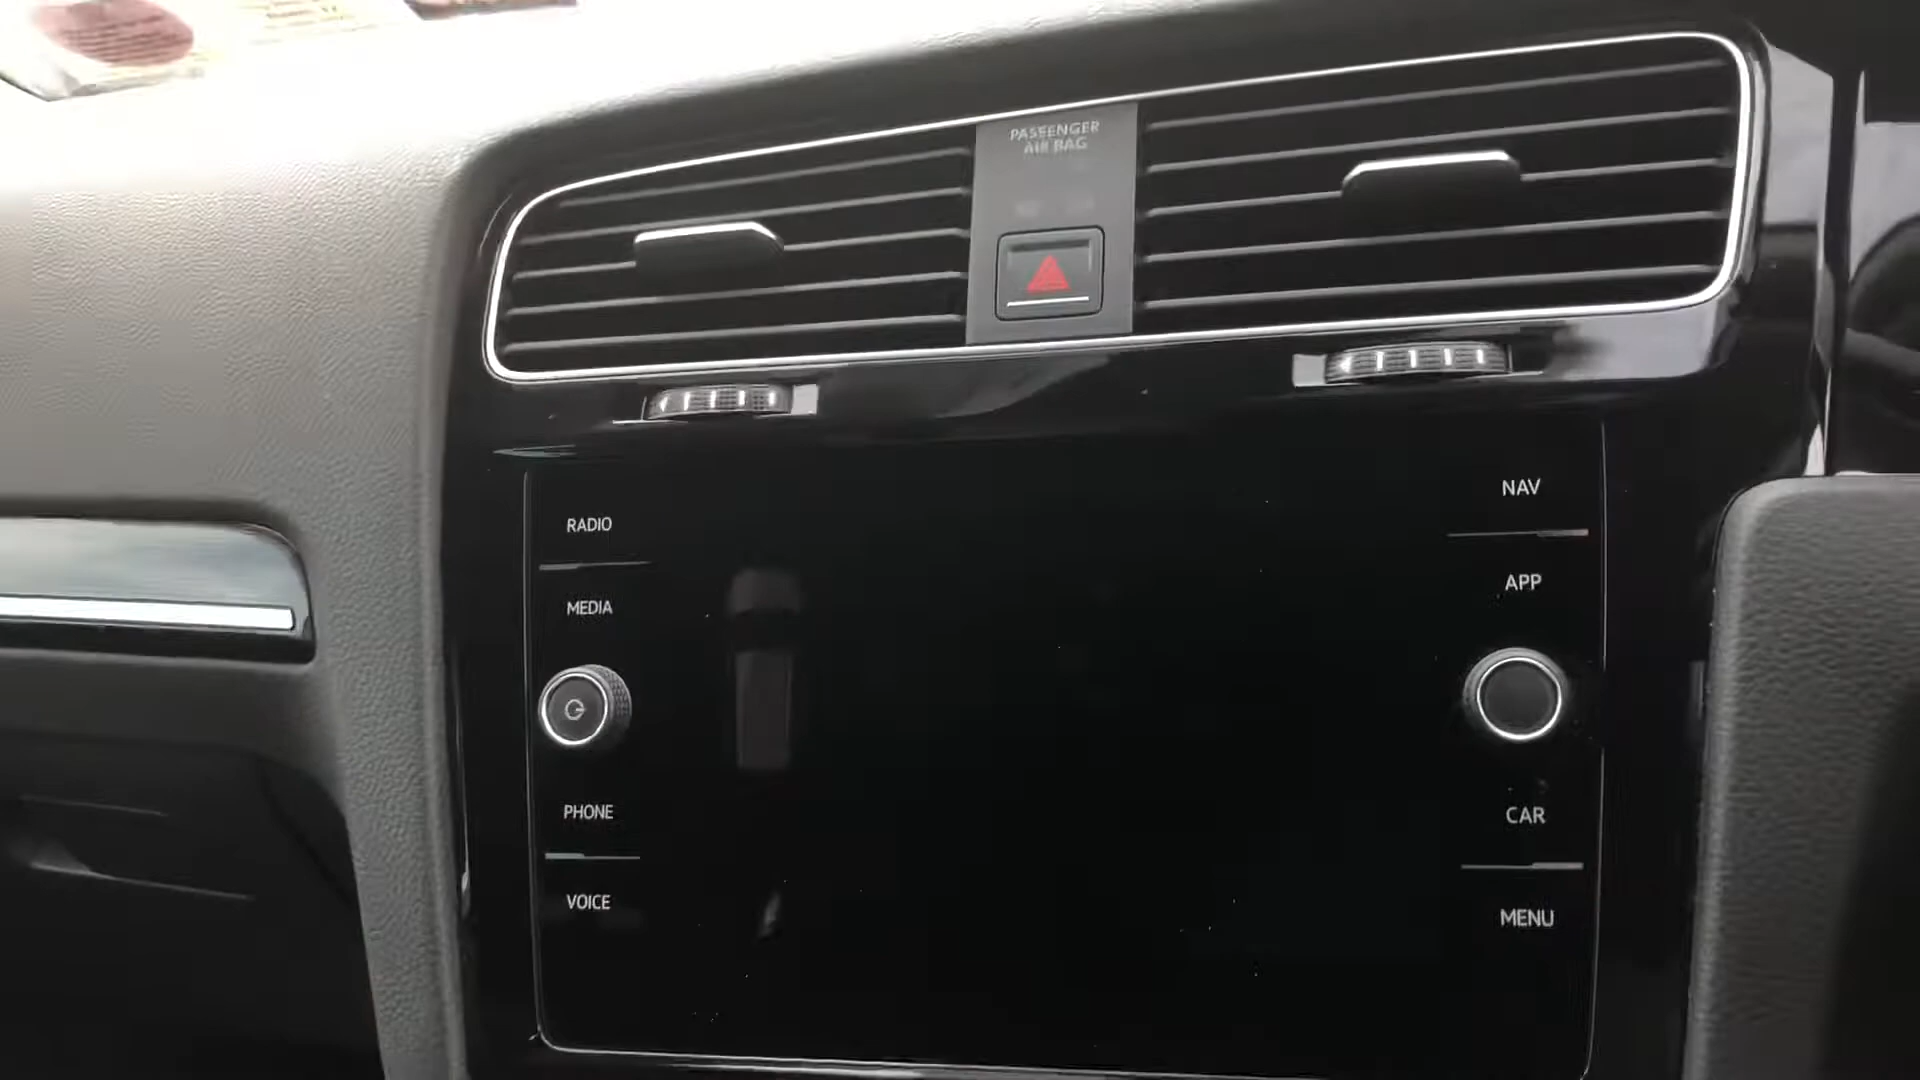 PASSENGER
AIR BAG
RADIO
MEDIA
PHONE
VOICE
NAV
APP
CAR
MENU